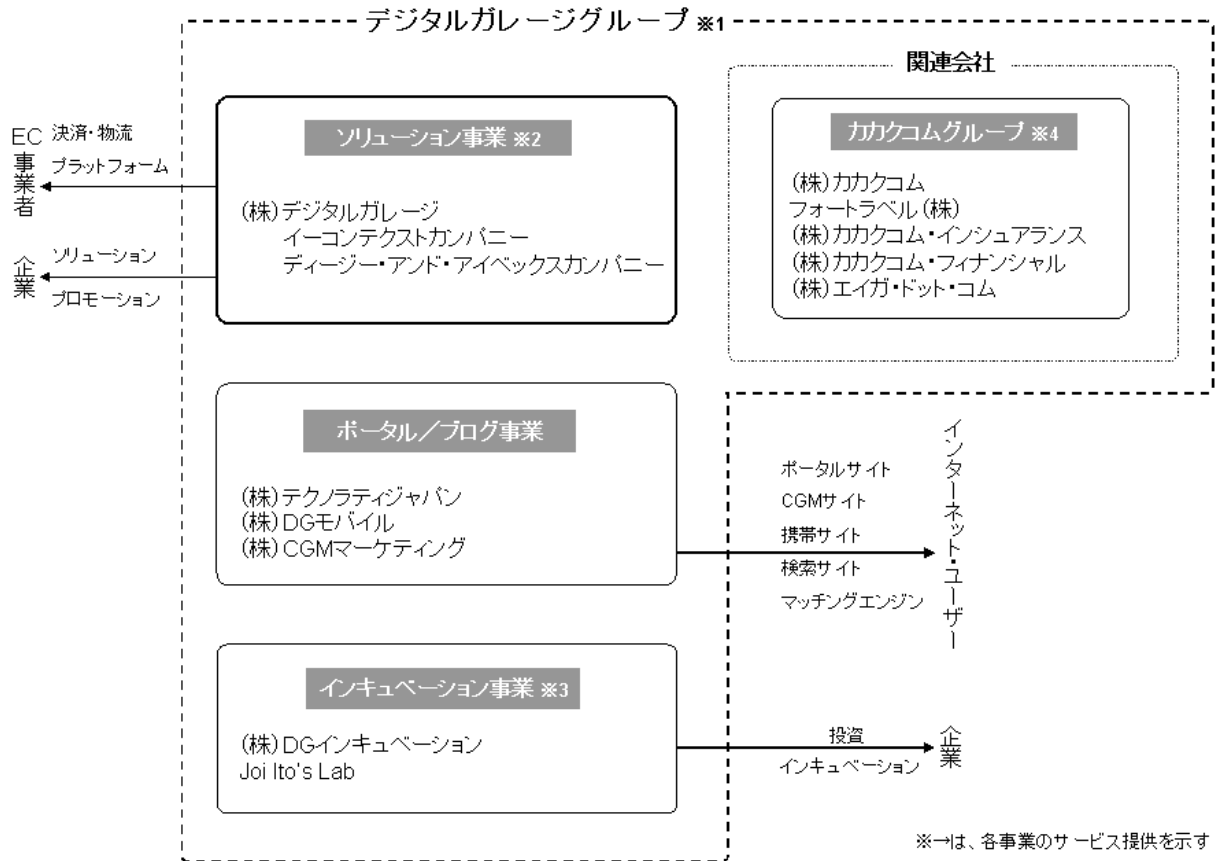 デジタルガレージグループ ※1
関連会社
ソリューション事業 ※2
(株)デジタルガレージ
イーコンテクストカンパニー
ディージー・アンド・アイベックスカンパニー
カカクコムグループ ※4
(株)カカクコム
フォートラベル(株)
(株)カカクコム・インシュアランス
(株)カカクコム・フィナンシャル
(株)エイガ・ドット・コム
EC事業者
決済・物流
プラットフォーム
企業
ソリューション
プロモーション
ポータル／ブログ事業
(株)テクノラティジャパン
(株)DGモバイル
(株)CGMマーケティング
ポータルサイト
CGMサイト
携帯サイト
検索サイト
マッチングエンジン
インターネット・ユーザー
インキュベーション事業 ※3
(株)DGインキュベーション
Joi Ito's Lab
投資
インキュベーション
企業
※→は、各事業のサービス提供を示す